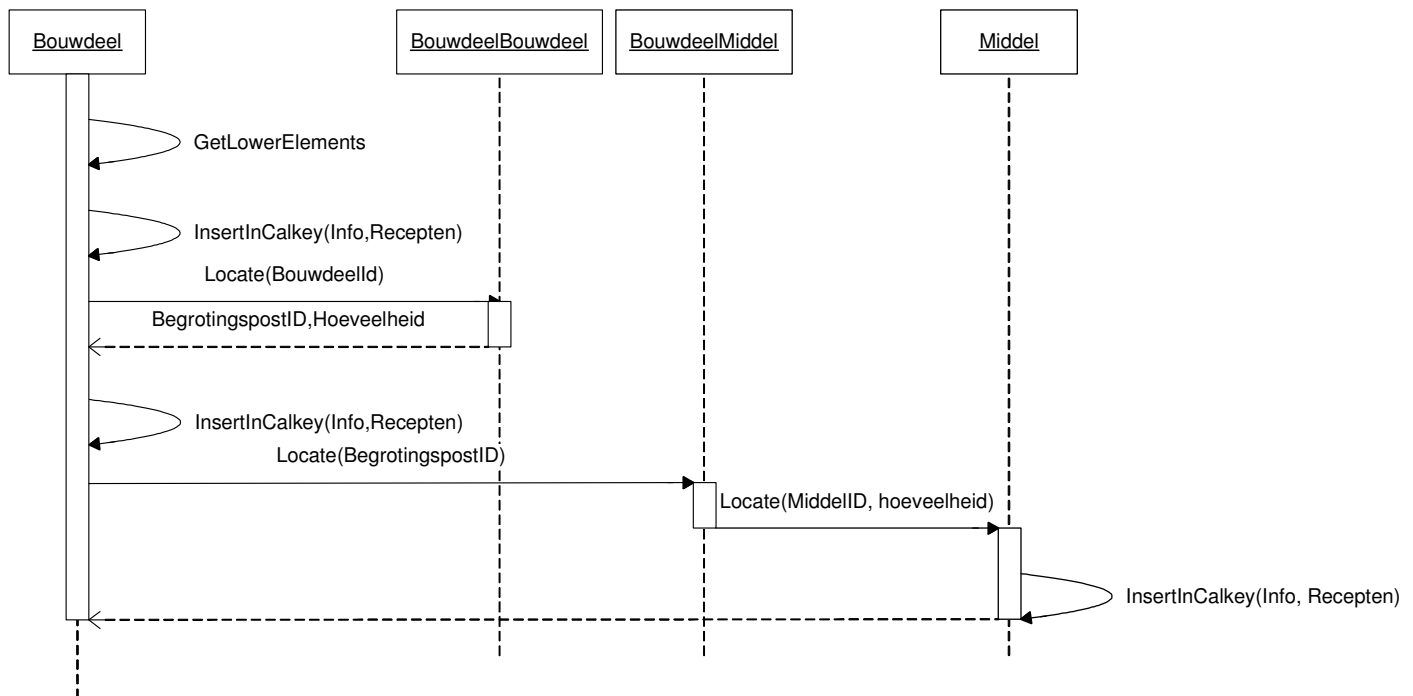 Bouwdeel
BouwdeelBouwdeel
BouwdeelMiddel
Middel
GetLowerElements
InsertInCalkey(Info,Recepten)
Locate(BouwdeelId)
BegrotingspostID,Hoeveelheid
InsertInCalkey(Info,Recepten)
Locate(BegrotingspostID)
Locate(MiddelID, hoeveelheid)
InsertInCalkey(Info, Recepten)